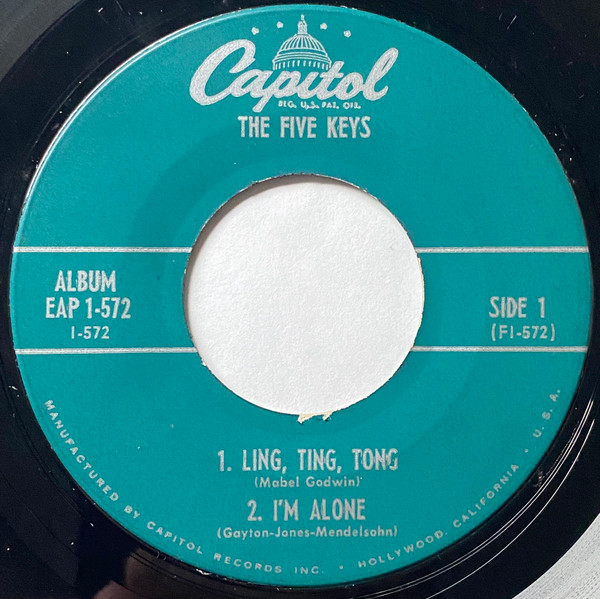 Capitol
REG. U.S. PAT. OFF.
THE FIVE KEYS
ALBUM
EAP 1-572
1-572
SIDE 1
(F1-572)
1. LING, TING, TONG
(Mabel Godwin)
2. I'M ALONE
(Gayton-Jones-Mendelsohn)
MANUFACTURED BY CAPITOL RECORDS INC. • HOLLYWOOD, CALIFORNIA • U.S.A.